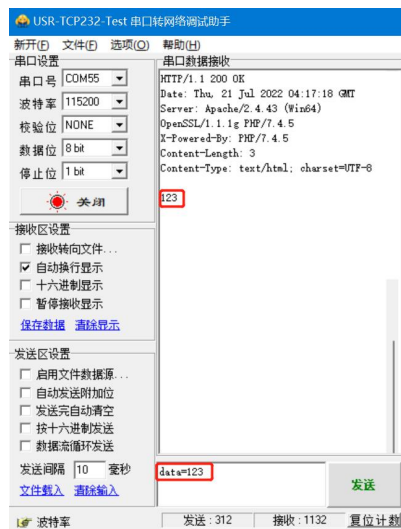 USR-TCP232-Test 串口转网络调试助手
新开(F) 文件(F) 选项(O) 帮助(H)
串口设置
串口号 COM55
波特率 115200
校验位 NONE
数据位 8 bit
停止位 1 bit
关闭
接收区设置
接收转向文件...
自动换行显示
十六进制显示
暂停接收显示
保存数据 清除显示
发送区设置
启用文件数据源...
自动发送附加位
发送完自动清空
按十六进制发送
数据流循环发送
发送间隔 10 毫秒
文件载入 清除输入
串口数据接收
HTTP/1.1 200 OK
Date: Thu, 21 Jul 2022 04:17:18 GMT
Server: Apache/2.4.43 (Win64)
OpenSSL/1.1.1g PHP/7.4.5
X-Powered-By: PHP/7.4.5
Content-Length: 3
Content-Type: text/html; charset=UTF-8
123
data=123
发送
波特率
发送 : 312
接收 : 1132
复位计数